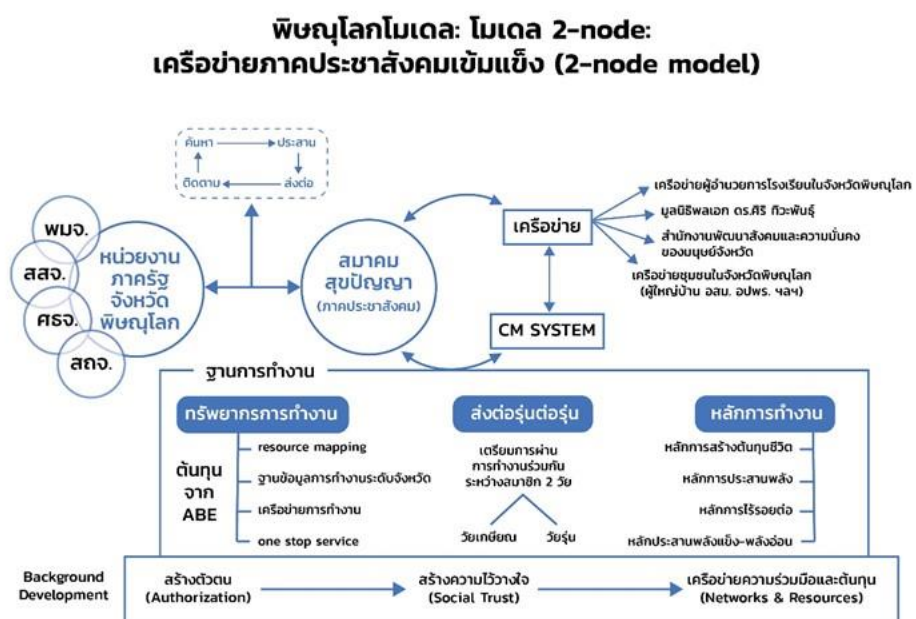 พิษณุโลกโมเดล: โมเดล 2-node:
เครือข่ายภาคประชาสังคมเข้มแข็ง (2-node model)
ค้นหา
ประสาน
ติดตาม
ส่งต่อ
พมจ.
สสจ.
ศธจ.
สถจ.
หน่วยงาน
ภาครัฐ
จังหวัด
พิษณุโลก
สมาคม
สุขปัญญา
(ภาคประชาสังคม)
เครือข่าย
CM SYSTEM
เครือข่ายผู้อำนวยการโรงเรียนในจังหวัดพิษณุโลก
มูลนิธิพลเอก ดร.ศิริ ทิวะพันธุ์
สำนักงานพัฒนาสังคมและความมั่นคง
ของมนุษย์จังหวัด
เครือข่ายชุมชนในจังหวัดพิษณุโลก
(ผู้ใหญ่บ้าน อสม. อปพร. ฯลฯ)
ฐานการทำงาน
ทรัพยากรการทำงาน
ต้นทุน
จาก
ABE
resource mapping
ฐานข้อมูลการทำงานระดับจังหวัด
เครือข่ายการทำงาน
one stop service
ส่งต่อรุ่นต่อรุ่น
เตรียมการผ่าน
การทำงานร่วมกัน
ระหว่างสมาชิก 2 วัย
วัยเกษียณ
วัยรุ่น
หลักการทำงาน
หลักการสร้างต้นทุนชีวิต
หลักการประสานพลัง
หลักการไร้รอยต่อ
หลักประสานพลังแข็ง-พลังอ่อน
Background
Development
สร้างตัวตน
(Authorization)
สร้างความไว้วางใจ
(Social Trust)
เครือข่ายความร่วมมือและต้นทุน
(Networks & Resources)